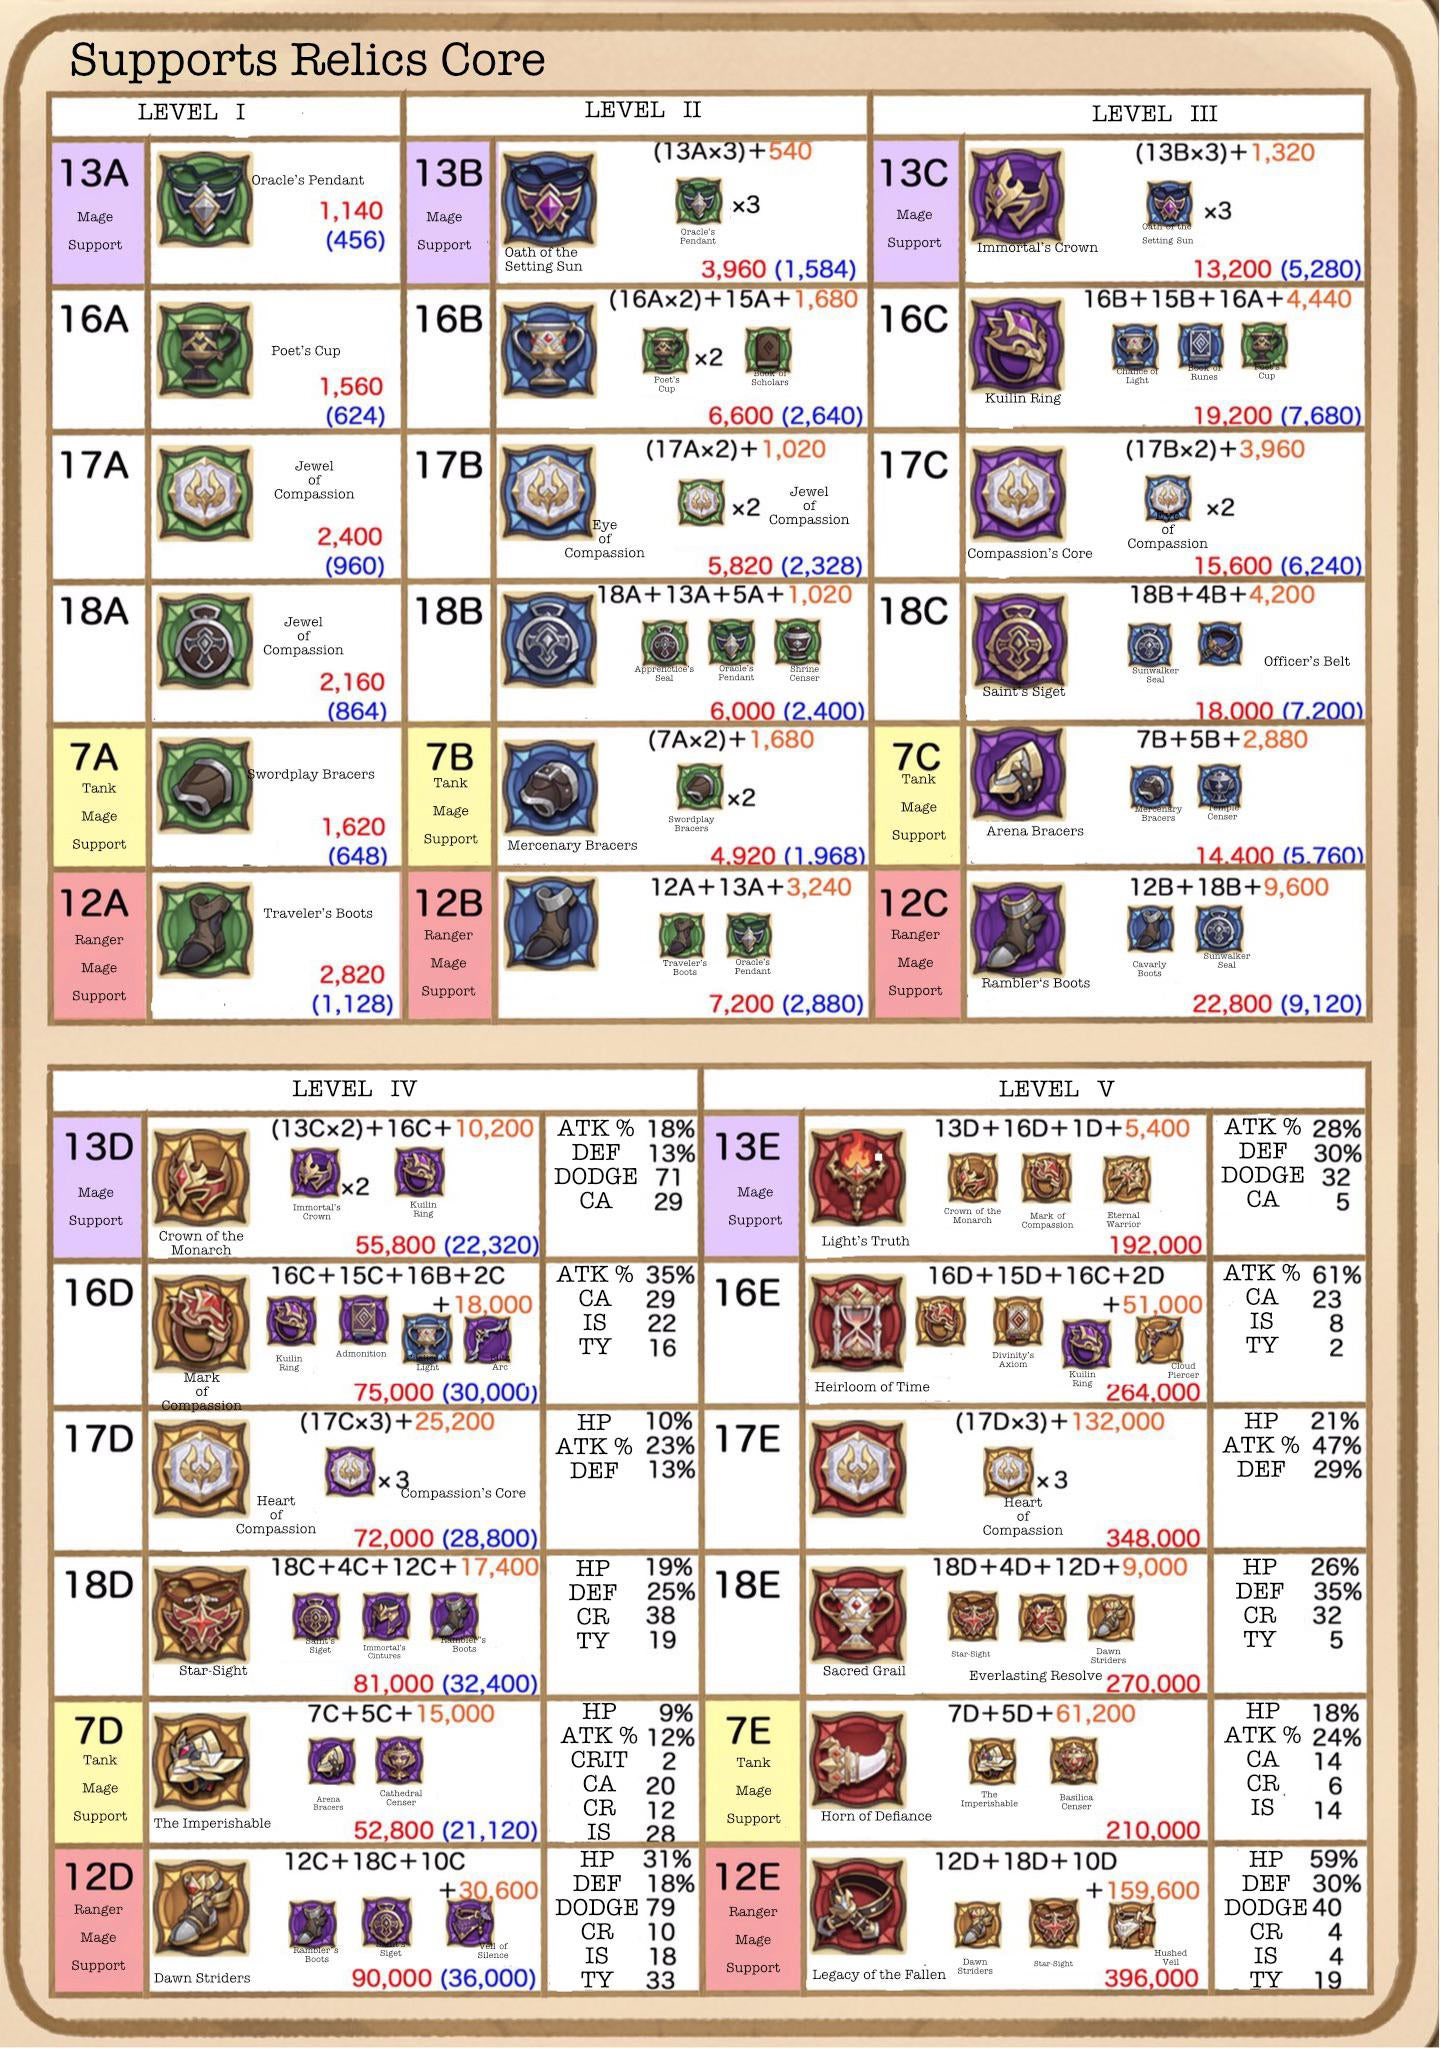 Supports Relics Core
LEVEL I
LEVEL II
LEVEL III
13A
Mage
Support
Oracle's Pendant
1,140
(456)
13B
Mage
Support
Oath of the
Setting Sun
(13A×3)+540
×3
Oracle's
Pendant
3,960 (1,584)
13C
Mage
Support
Immortal's Crown
(13B×3)+1,320
×3
Oath of the
Setting Sun
13,200 (5,280)
16A
Poet's Cup
1,560
(624)
16B
(16A×2)+15A+1,680
×2
Poet's
Cup
Book of
Scholars
6,600 (2,640)
16C
Kuilin Ring
16B+15B+16A+4,440
Chalice of
Light
Book of
Runes
Poet's
Cup
19,200 (7,680)
17A
Jewel
of
Compassion
2,400
(960)
17B
Eye
of
Compassion
(17A×2)+1,020
×2
Jewel
of
Compassion
5,820 (2,328)
17C
Compassion's Core
(17B×2)+3,960
×2
Eye
of
Compassion
15,600 (6,240)
18A
Jewel
of
Compassion
2,160
(864)
18B
18A+13A+5A+1,020
Apprenctice's
Seal
Oracle's
Pendant
Shrine
Censer
6,000 (2,400)
18C
Saint's Siget
18B+4B+4,200
Sunwalker
Seal
Officer's Belt
18,000 (7,200)
7A
Tank
Mage
Support
Swordplay Bracers
1,620
(648)
7B
Tank
Mage
Support
Mercenary Bracers
(7A×2)+1,680
×2
Swordplay
Bracers
4,920 (1,968)
7C
Tank
Mage
Support
Arena Bracers
7B+5B+2,880
Mercenary
Bracers
Temple
Censer
14,400 (5,760)
12A
Ranger
Mage
Support
Traveler's Boots
2,820
(1,128)
12B
Ranger
Mage
Support
12A+13A+3,240
Traveler's
Boots
Oracle's
Pendant
7,200 (2,880)
12C
Ranger
Mage
Support
Rambler's Boots
12B+18B+9,600
Cavarly
Boots
Sunwalker
Seal
22,800 (9,120)
LEVEL IV
LEVEL V
13D
Mage
Support
Crown of the
Monarch
(13C×2)+16C+10,200
×2
Immortal's
Crown
Kuilin
Ring
55,800 (22,320)
ATK % 18%
DEF 13%
DODGE 71
CA 29
13E
Mage
Support
Light's Truth
13D+16D+1D+5,400
Crown of the
Monarch
Mark of
Compassion
Eternal
Warrior
192,000
ATK % 28%
DEF 30%
DODGE 32
CA 5
16D
Mark
of
Compassion
16C+15C+16B+2C
+18,000
Kuilin
Ring
Admonition
Light
Arc
75,000 (30,000)
ATK % 35%
CA 29
IS 22
TY 16
16E
Heirloom of Time
16D+15D+16C+2D
+51,000
Divinity's
Axiom
Kuilin
Ring
Cloud
Piercer
264,000
ATK % 61%
CA 23
IS 8
TY 2
17D
Heart
of
Compassion
(17C×3)+25,200
×3
Compassion's Core
72,000 (28,800)
HP 10%
ATK % 23%
DEF 13%
17E
(17D×3)+132,000
×3
Heart
of
Compassion
348,000
HP 21%
ATK % 47%
DEF 29%
18D
Star-Sight
18C+4C+12C+17,400
Saint's
Siget
Immortal's
Cintures
Rambler's
Boots
81,000 (32,400)
HP 19%
DEF 25%
CR 38
TY 19
18E
Sacred Grail
18D+4D+12D+9,000
Star-Sight
Everlasting Resolve
Dawn
Striders
270,000
HP 26%
DEF 35%
CR 32
TY 5
7D
Tank
Mage
Support
The Imperishable
7C+5C+15,000
Arena
Bracers
Cathedral
Censer
52,800 (21,120)
HP 9%
ATK % 12%
CRIT 2
CA 20
CR 12
IS 28
7E
Tank
Mage
Support
Horn of Defiance
7D+5D+61,200
The
Imperishable
Basilica
Censer
210,000
HP 18%
ATK % 24%
CA 14
CR 6
IS 14
12D
Ranger
Mage
Support
Dawn Striders
12C+18C+10C
+30,600
Rambler's
Boots
Saint's
Siget
Veil of
Silence
90,000 (36,000)
HP 31%
DEF 18%
DODGE 79
CR 10
IS 18
TY 33
12E
Ranger
Mage
Support
Legacy of the Fallen
12D+18D+10D
+159,600
Dawn
Striders
Star-Sight
Hushed
Veil
396,000
HP 59%
DEF 30%
DODGE 40
CR 4
IS 4
TY 19